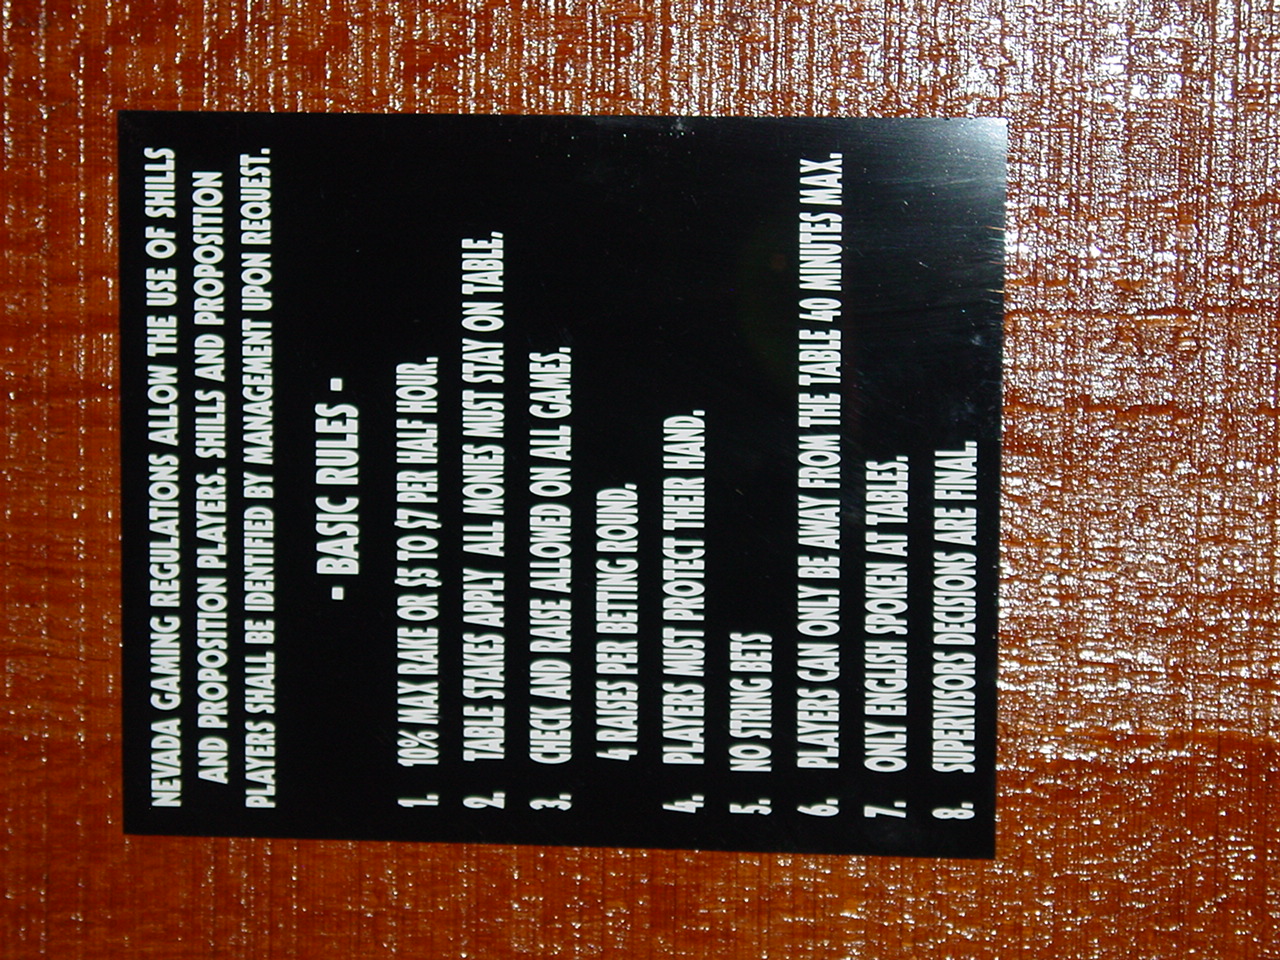 NEVADA GAMING REGULATIONS ALLOW THE USE OF SHILLS
AND PROPOSITION PLAYERS. SHILLS AND PROPOSITION
PLAYERS SHALL BE IDENTIFIED BY MANAGEMENT UPON REQUEST.
- BASIC RULES -
1. 10% MAX RAKE OR $5 TO $7 PER HALF HOUR.
2. TABLE STAKES APPLY ALL MONIES MUST STAY ON TABLE.
3. CHECK AND RAISE ALLOWED ON ALL GAMES.
4 RAISES PER BETTING ROUND.
4. PLAYERS MUST PROTECT THEIR HAND.
5. NO STRING BETS
6. PLAYERS CAN ONLY BE AWAY FROM THE TABLE 40 MINUTES MAX.
7. ONLY ENGLISH SPOKEN AT TABLES.
8. SUPERVISORS DECISIONS ARE FINAL.